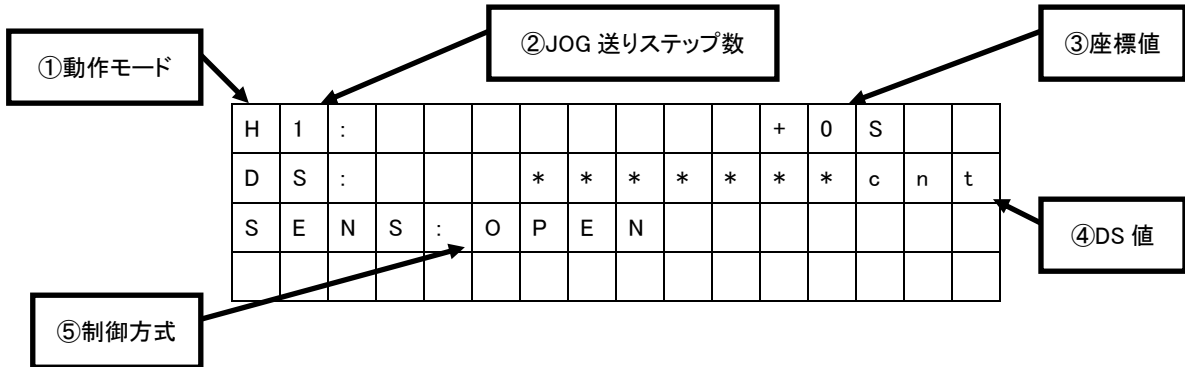 ②JOG 送りステップ数
③座標値
①動作モード
H1: +0S
DS: *******cnt
SENS:OPEN
④DS 値
⑤制御方式